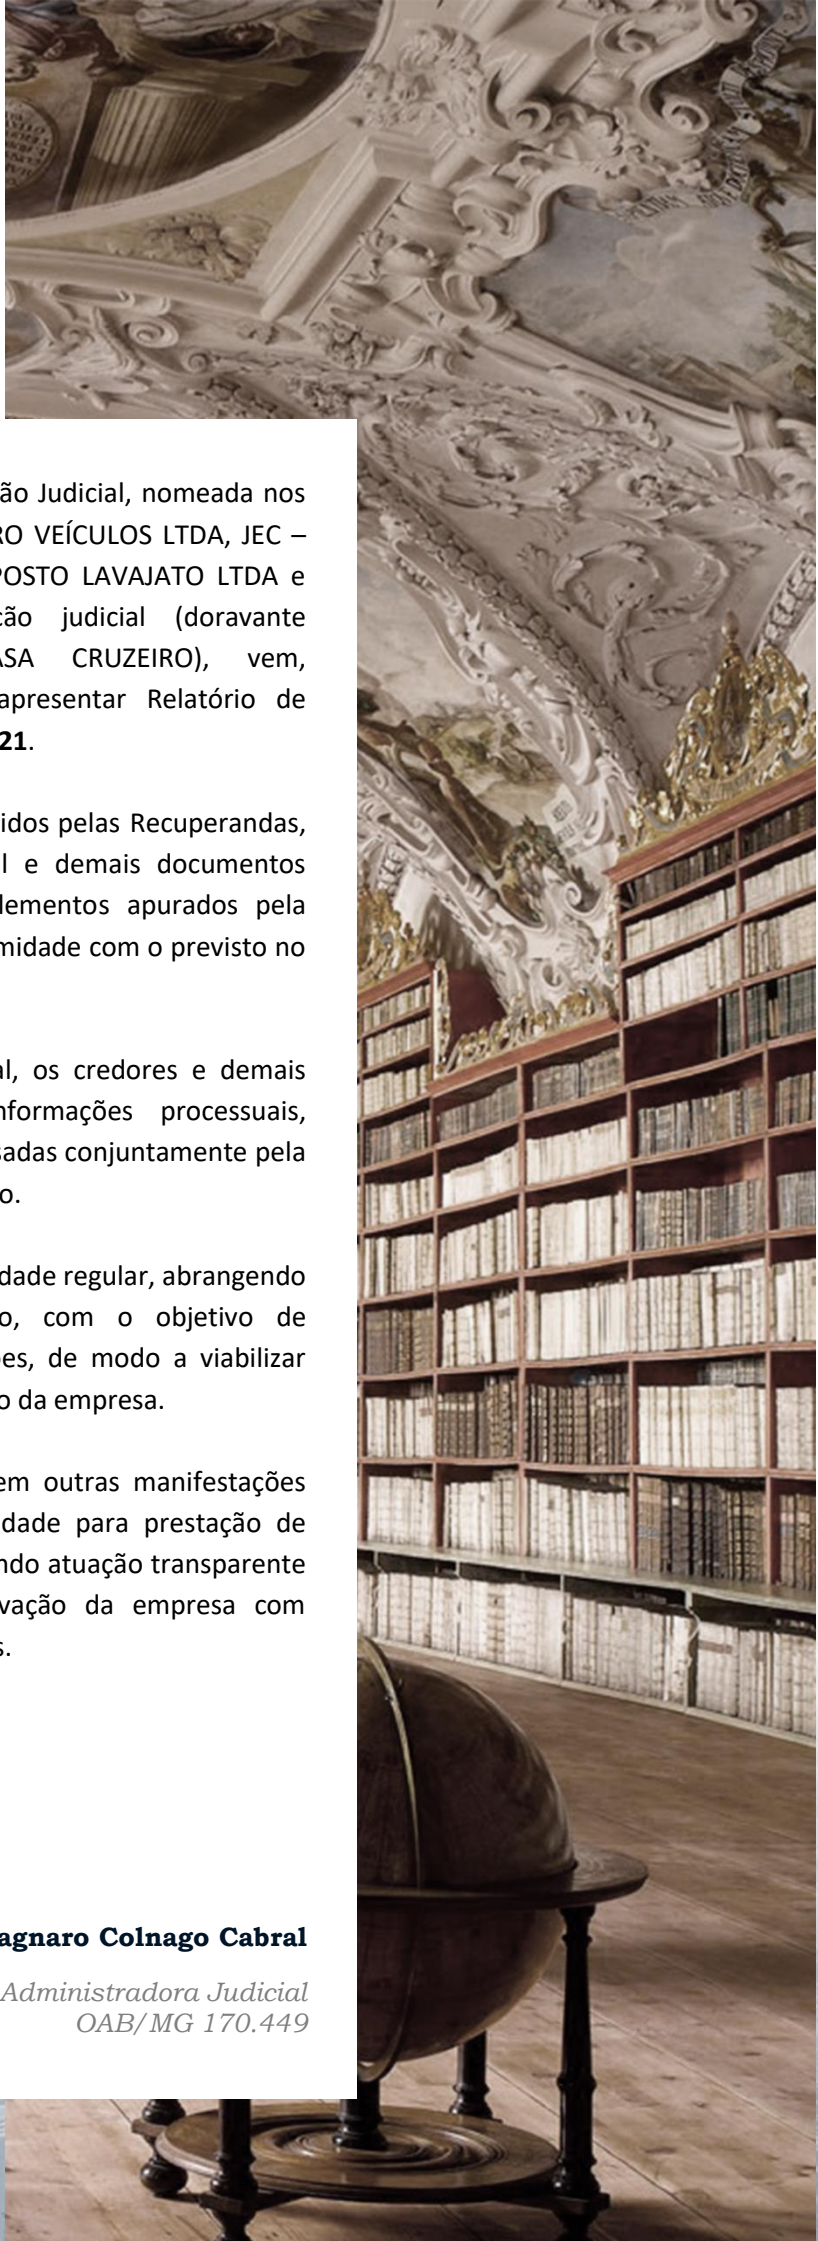 ão Judicial, nomeada nos
RO VEÍCULOS LTDA, JEC –
POSTO LAVAJATO LTDA e
ção judicial (doravante
ASA CRUZEIRO), vem,
apresentar Relatório de
21.
idos pelas Recuperandas,
l e demais documentos
lementos apurados pela
midade com o previsto no
al, os credores e demais
nformações processuais,
sadas conjuntamente pela
o.
dade regular, abrangendo
o, com o objetivo de
ões, de modo a viabilizar
o da empresa.
em outras manifestações
idade para prestação de
ndo atuação transparente
vação da empresa com
s.
agnaro Colnago Cabral
Administradora Judicial
OAB/MG 170.449